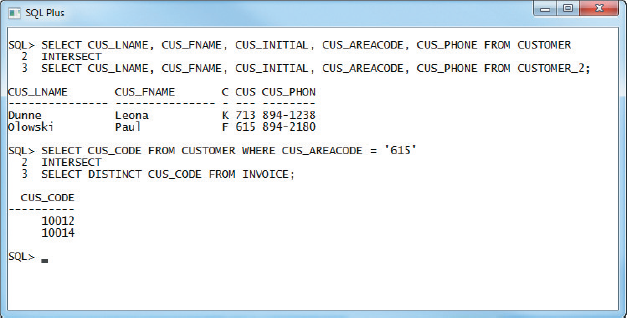 SQL Plus
SQL> SELECT CUS_LNAME, CUS_FNAME, CUS_INITIAL, CUS_AREACODE, CUS_PHONE FROM CUSTOMER
2 INTERSECT
3 SELECT CUS_LNAME, CUS_FNAME, CUS_INITIAL, CUS_AREACODE, CUS_PHONE FROM CUSTOMER_2;
CUS_LNAME CUS_FNAME C CUS CUS_PHON
--------------- --------------- - --- --------
Dunne Leona K 713 894-1238
Olowski Paul F 615 894-2180
SQL> SELECT CUS_CODE FROM CUSTOMER WHERE CUS_AREACODE = '615'
2 INTERSECT
3 SELECT DISTINCT CUS_CODE FROM INVOICE;
CUS_CODE
----------
10012
10014
SQL> _